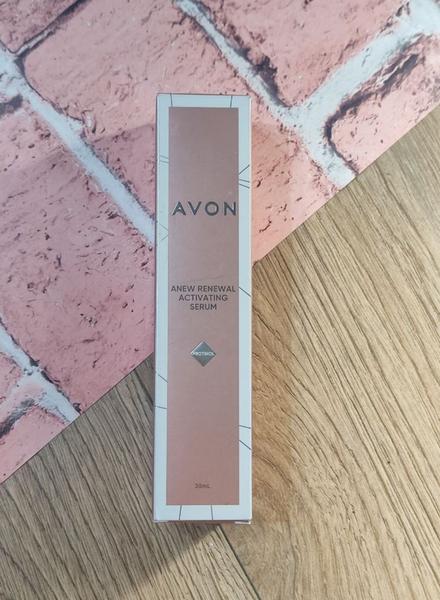 AVON
ANEW RENEWAL
ACTIVATING
SERUM
PROTINOL
30mL